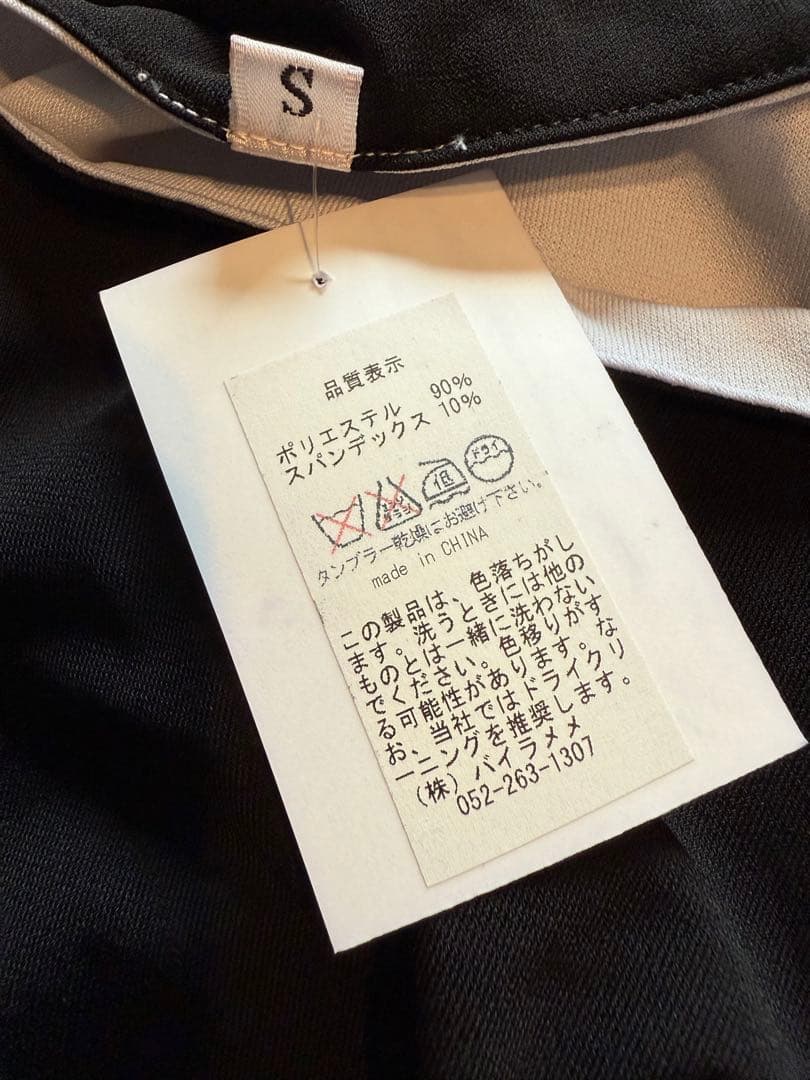 S
品質表示
ポリエステル 90%
スパンデックス 10%
エンソ
サラシ
低
ドライ
タンブラー乾燥はお避け下さい。
made in CHINA
この製品は、色落ちがし
ます。洗うときには他の
ものとは一緒に洗わない
でください。色移りがす
る可能性があります。な
お、当社ではドライクリ
ーニングを推奨します。
(株)バイラメメ
052-263-1307